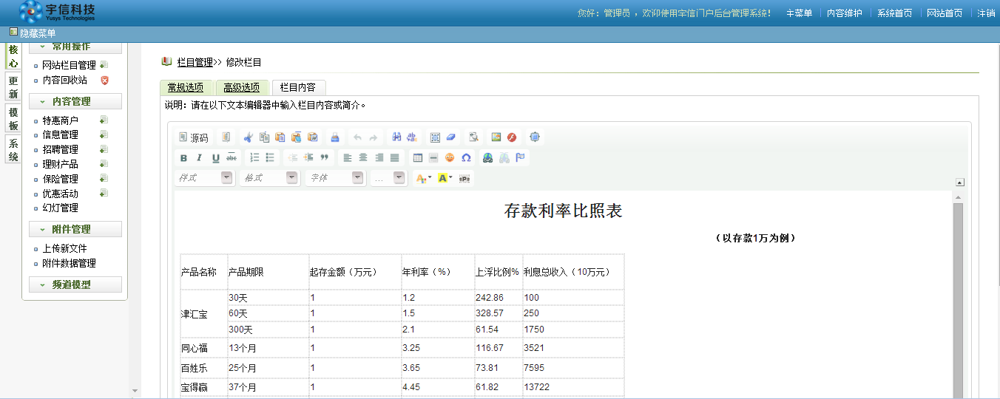 宇信科技
Yusys Technologies
您好：管理员 ，欢迎使用宇信门户后台管理系统！ 主菜单 内容维护 系统首页 网站首页 注销
隐藏菜单
核心
更新
模板
系统
常用操作
网站栏目管理
内容回收站
内容管理
特惠商户
信息管理
招聘管理
理财产品
保险管理
优惠活动
幻灯管理
附件管理
上传新文件
附件数据管理
频道模型
栏目管理>> 修改栏目
常规选项 高级选项 栏目内容
说明：请在以下文本编辑器中输入栏目内容或简介。
源码
B I U abc
样式 格式 字体 ...
存款利率比照表
（以存款1万为例）
产品名称 产品期限 起存金额（万元） 年利率（%） 上浮比例% 利息总收入（10万元）
津汇宝 30天 1 1.2 242.86 100
60天 1 1.5 328.57 250
300天 1 2.1 61.54 1750
同心福 13个月 1 3.25 116.67 3521
百姓乐 25个月 1 3.65 73.81 7595
宝得赢 37个月 1 4.45 61.82 13722